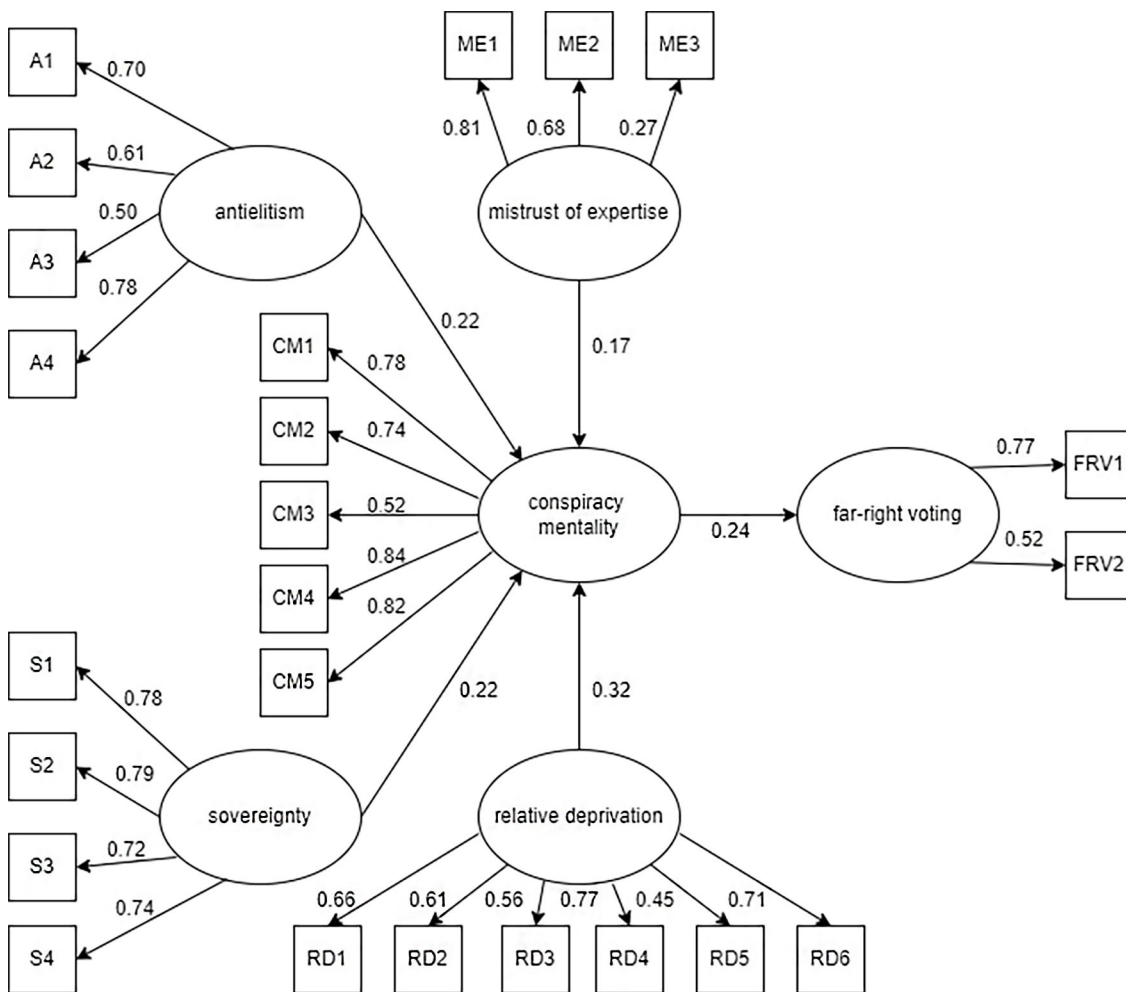 A1
0.70
A2
0.61
0.50
A3
0.78
A4
antielitism
ME1
ME2
ME3
0.81
0.68
0.27
mistrust of expertise
0.22
0.17
CM1
0.78
CM2
0.74
CM3
0.52
CM4
0.84
CM5
0.82
conspiracy
mentality
0.24
far-right voting
0.77
FRV1
0.52
FRV2
S1
0.78
S2
0.79
S3
0.72
S4
0.74
sovereignty
0.22
0.32
relative deprivation
0.66
0.61
0.56
0.77
0.45
0.71
RD1
RD2
RD3
RD4
RD5
RD6